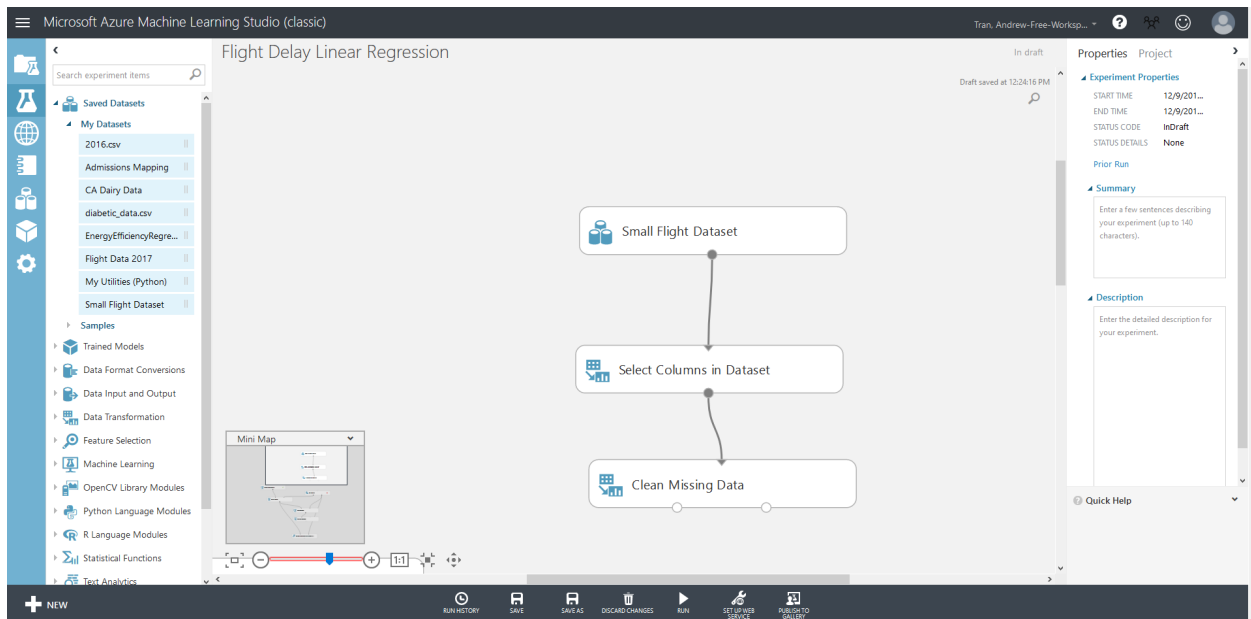 Microsoft Azure Machine Learning Studio (classic)
Tran. Andrew-Free-Worksp...
?
Search experiment items
Saved Datasets
My Datasets
2016.csv
Admissions Mapping
CA Dairy Data
diabetic_data.csv
EnergyEfficiencyRegre...
Flight Data 2017
My Utilities (Python)
Small Flight Dataset
Samples
Trained Models
Data Format Conversions
Data Input and Output
Data Transformation
Feature Selection
Machine Learning
OpenCV Library Modules
Python Language Modules
R Language Modules
Statistical Functions
Text Analytics
Flight Delay Linear Regression
In draft
Draft saved at 12:24:16 PM
Small Flight Dataset
Select Columns in Dataset
Clean Missing Data
Mini Map
1:1
Properties Project
Experiment Properties
START TIME 12/9/201...
END TIME 12/9/201...
STATUS CODE InDraft
STATUS DETAILS None
Prior Run
Summary
Enter a few sentences describing
your experiment (up to 140
characters).
Description
Enter the detailed description for
your experiment.
Quick Help
NEW
RUN HISTORY
SAVE
SAVE AS
DISCARD CHANGES
RUN
SET UP WEB
SERVICE
PUBLISH TO
GALLERY